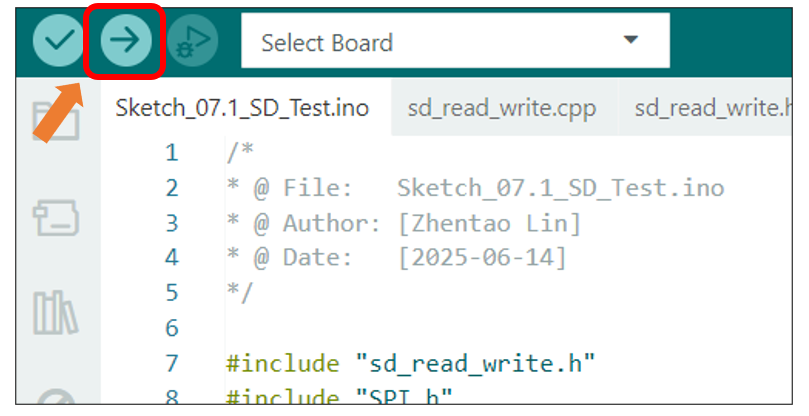 Select Board
Sketch_07.1_SD_Test.ino sd_read_write.cpp sd_read_write.h
1 /*
2 * @ File: Sketch_07.1_SD_Test.ino
3 * @ Author: [Zhentao Lin]
4 * @ Date: [2025-06-14]
5 */
6
7 #include "sd_read_write.h"
8 #include "SPI.h"